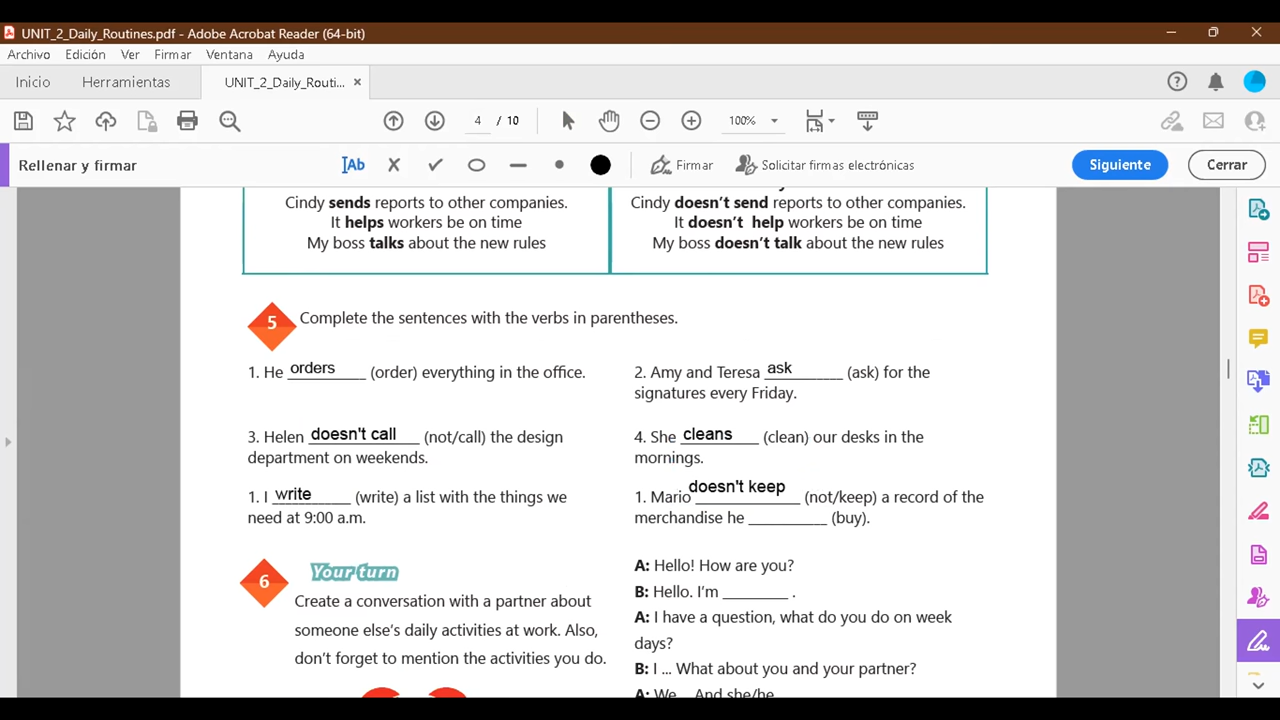 UNIT_2_Daily_Routines.pdf - Adobe Acrobat Reader (64-bit)
Archivo Edición Ver Firmar Ventana Ayuda
Inicio Herramientas UNIT_2_Daily_Routi... ×
4 / 10 100%
Rellenar y firmar Ab Firmar Solicitar firmas electrónicas Siguiente Cerrar
Cindy sends reports to other companies.
It helps workers be on time
My boss talks about the new rules
Cindy doesn't send reports to other companies.
It doesn't help workers be on time
My boss doesn't talk about the new rules
5 Complete the sentences with the verbs in parentheses.
1. He orders (order) everything in the office.
2. Amy and Teresa ask (ask) for the
signatures every Friday.
3. Helen doesn't call (not/call) the design
department on weekends.
4. She cleans (clean) our desks in the
mornings.
1. I write (write) a list with the things we
need at 9:00 a.m.
1. Mario doesn't keep (not/keep) a record of the
merchandise he __________ (buy).
6 Your turn
Create a conversation with a partner about
someone else's daily activities at work. Also,
don't forget to mention the activities you do.
A: Hello! How are you?
B: Hello. I'm ________ .
A: I have a question, what do you do on week
days?
B: I ... What about you and your partner?
A: We... And she/he